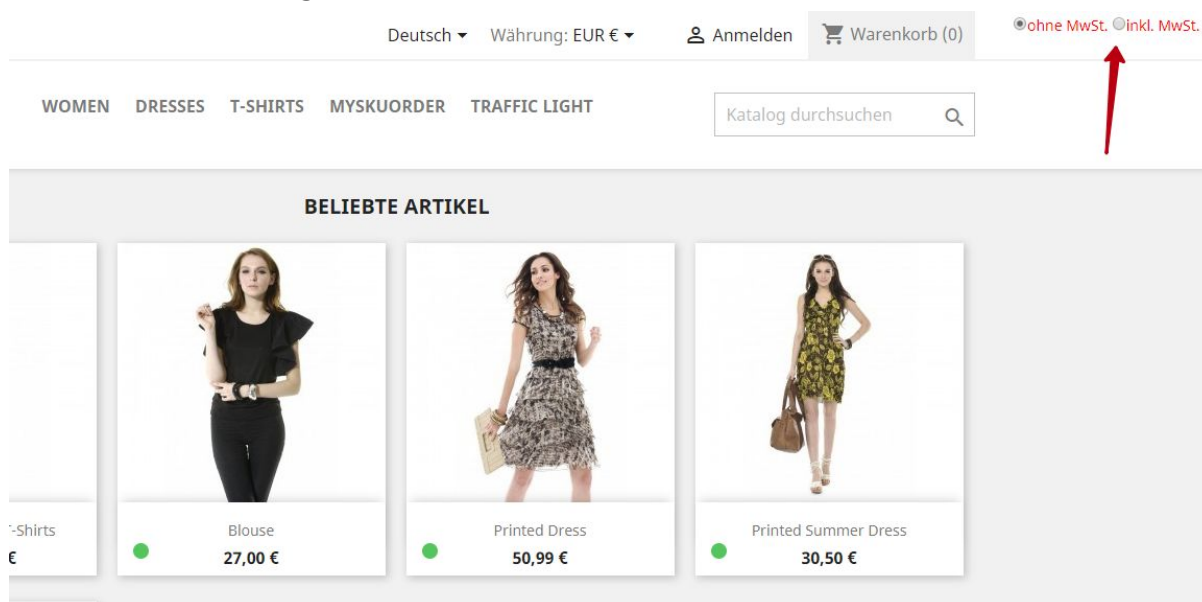 Deutsch Währung: EUR € Anmelden Warenkorb (0) ohne MwSt. inkl. MwSt.
WOMEN DRESSES T-SHIRTS MYSKUORDER TRAFFIC LIGHT Katalog durchsuchen
BELIEBTE ARTIKEL
-Shirts Blouse Printed Dress Printed Summer Dress
€ 27,00 € 50,99 € 30,50 €